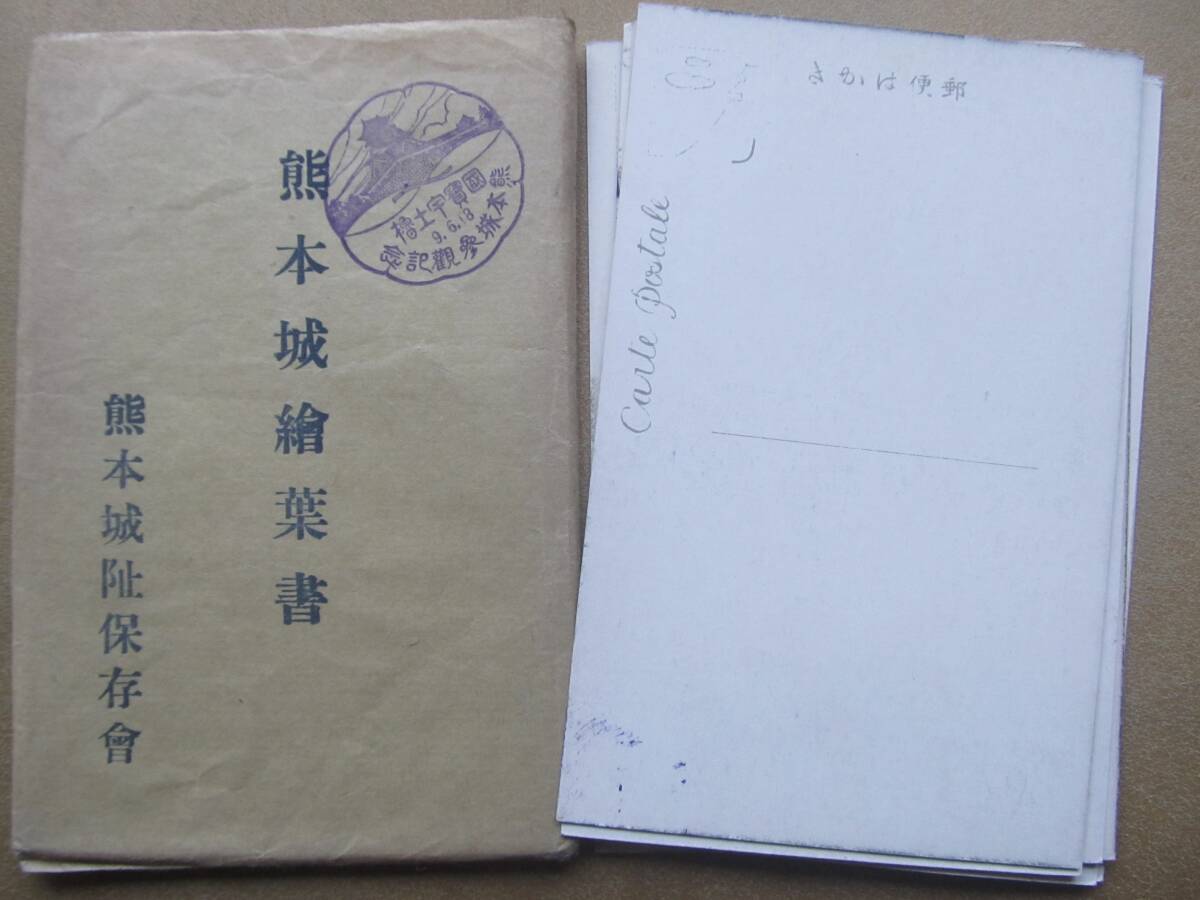 熊本城繪葉書
熊本城阯保存會
國寶宇土櫓
9.6.18
熊本城參觀記念
きかは便郵
Carte Postale